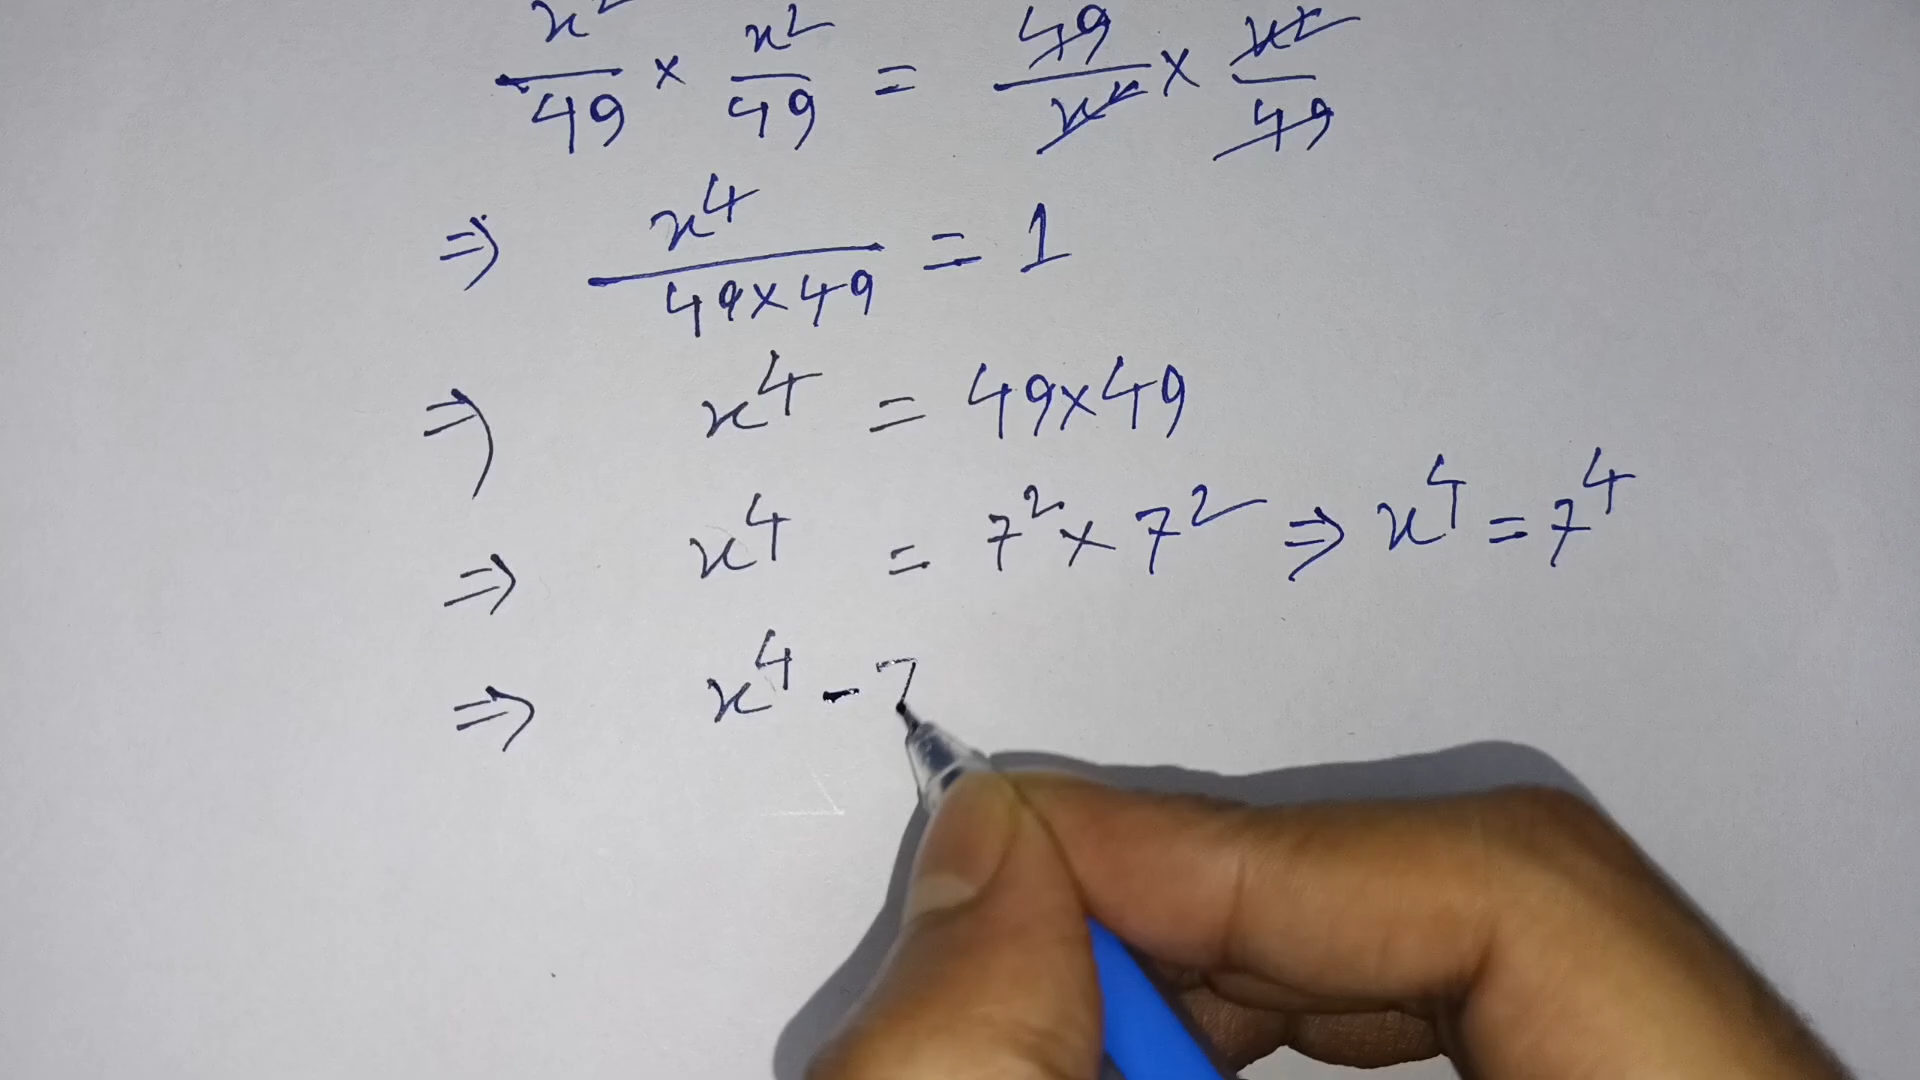 x²/49 × x²/49 = 49/x² × x²/49
⇒ x⁴/49×49 = 1
⇒ x⁴ = 49×49
⇒ x⁴ = 7² × 7² ⇒ x⁴ = 7⁴
⇒ x⁴ - 7